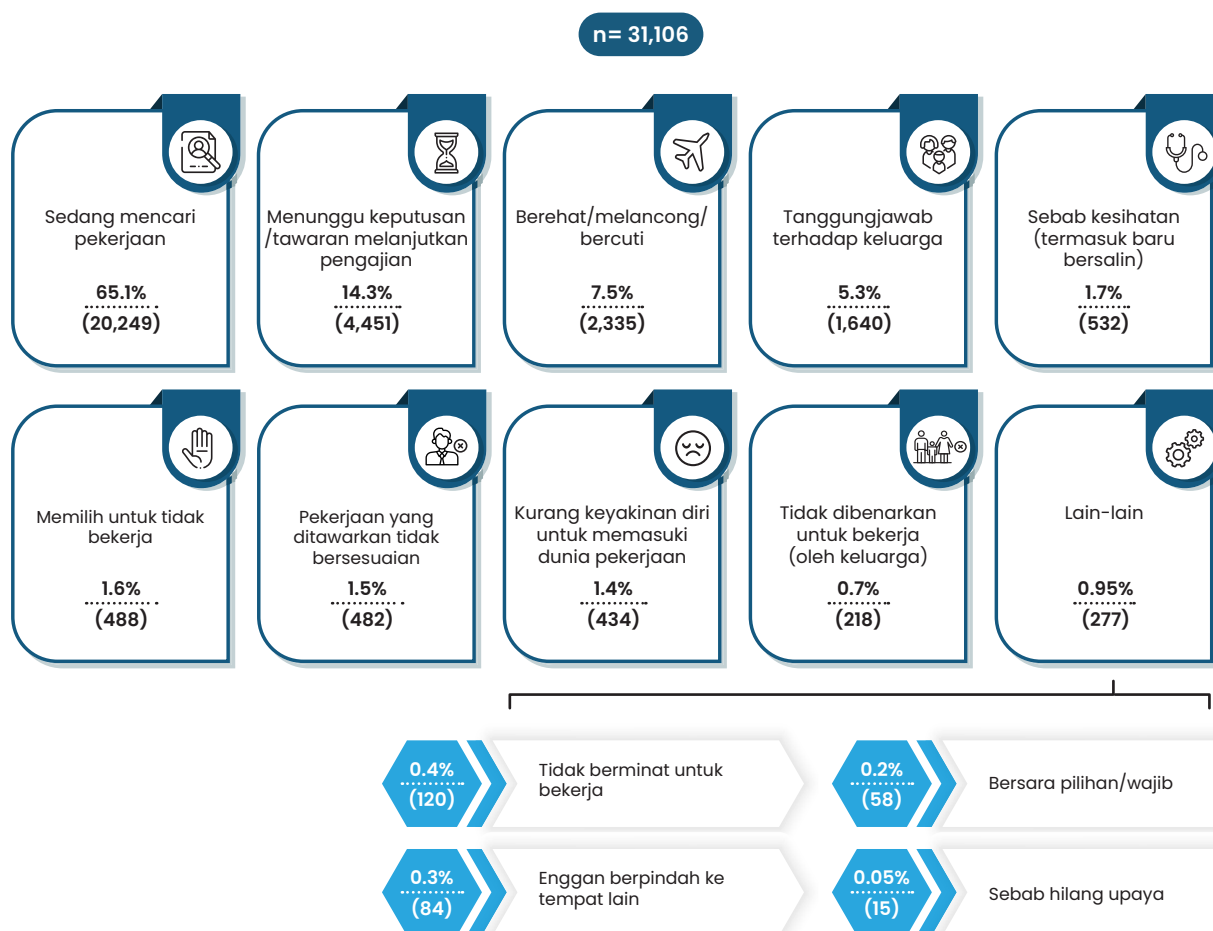 n= 31,106
Sedang mencari
pekerjaan
65.1%
(20,249)
Menunggu keputusan
/tawaran melanjutkan
pengajian
14.3%
(4,451)
Berehat/melancong/
bercuti
7.5%
(2,335)
Tanggungjawab
terhadap keluarga
5.3%
(1,640)
Sebab kesihatan
(termasuk baru
bersalin)
1.7%
(532)
Memilih untuk tidak
bekerja
1.6%
(488)
Pekerjaan yang
ditawarkan tidak
bersesuaian
1.5%
(482)
Kurang keyakinan diri
untuk memasuki
dunia pekerjaan
1.4%
(434)
Tidak dibenarkan
untuk bekerja
(oleh keluarga)
0.7%
(218)
Lain-lain
0.95%
(277)
0.4%
(120)
Tidak berminat untuk
bekerja
0.2%
(58)
Bersara pilihan/wajib
0.3%
(84)
Enggan berpindah ke
tempat lain
0.05%
(15)
Sebab hilang upaya